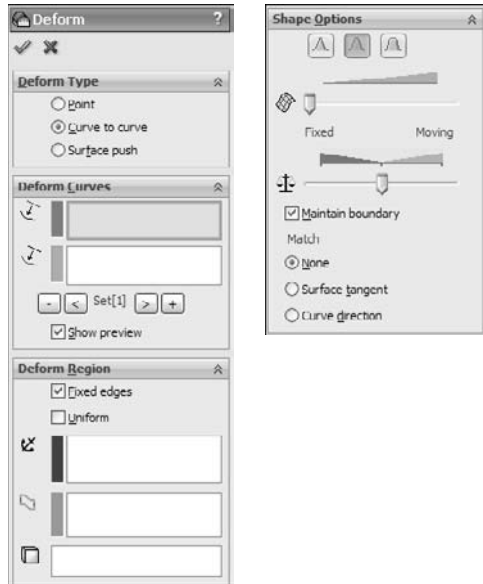 Deform ?
Deform Type
Point
Curve to curve
Surface push
Deform Curves
- < Set[1] > +
Show preview
Deform Region
Fixed edges
Uniform
Shape Options
Fixed Moving
Maintain boundary
Match
None
Surface tangent
Curve direction